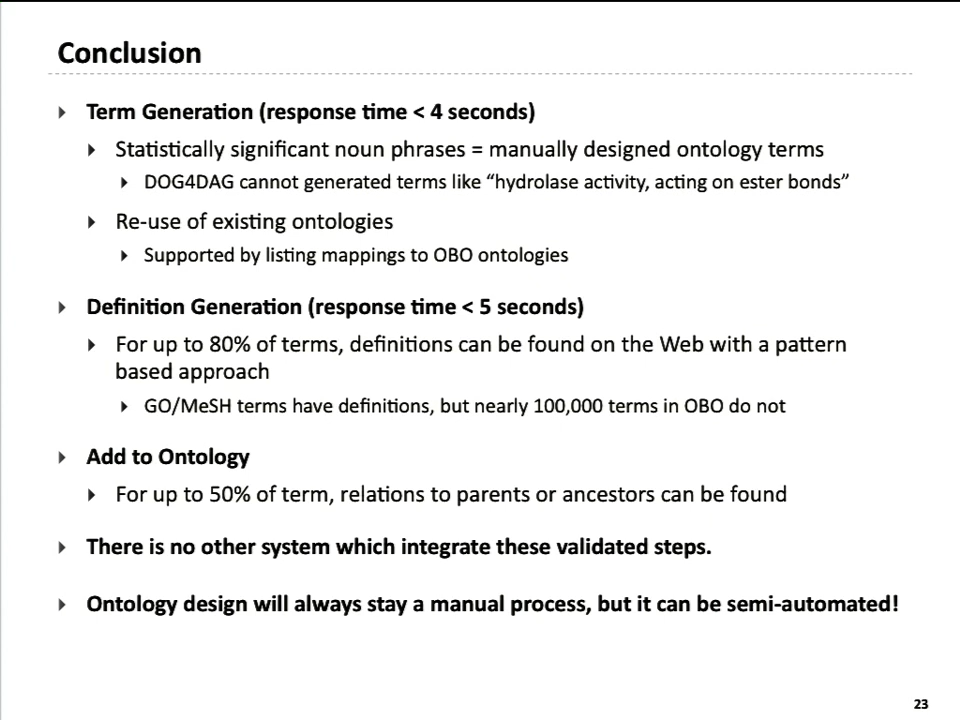 Conclusion
Term Generation (response time < 4 seconds)
Statistically significant noun phrases = manually designed ontology terms
DOG4DAG cannot generated terms like “hydrolase activity, acting on ester bonds”
Re-use of existing ontologies
Supported by listing mappings to OBO ontologies
Definition Generation (response time < 5 seconds)
For up to 80% of terms, definitions can be found on the Web with a pattern
based approach
GO/MeSH terms have definitions, but nearly 100,000 terms in OBO do not
Add to Ontology
For up to 50% of term, relations to parents or ancestors can be found
There is no other system which integrate these validated steps.
Ontology design will always stay a manual process, but it can be semi-automated!
23